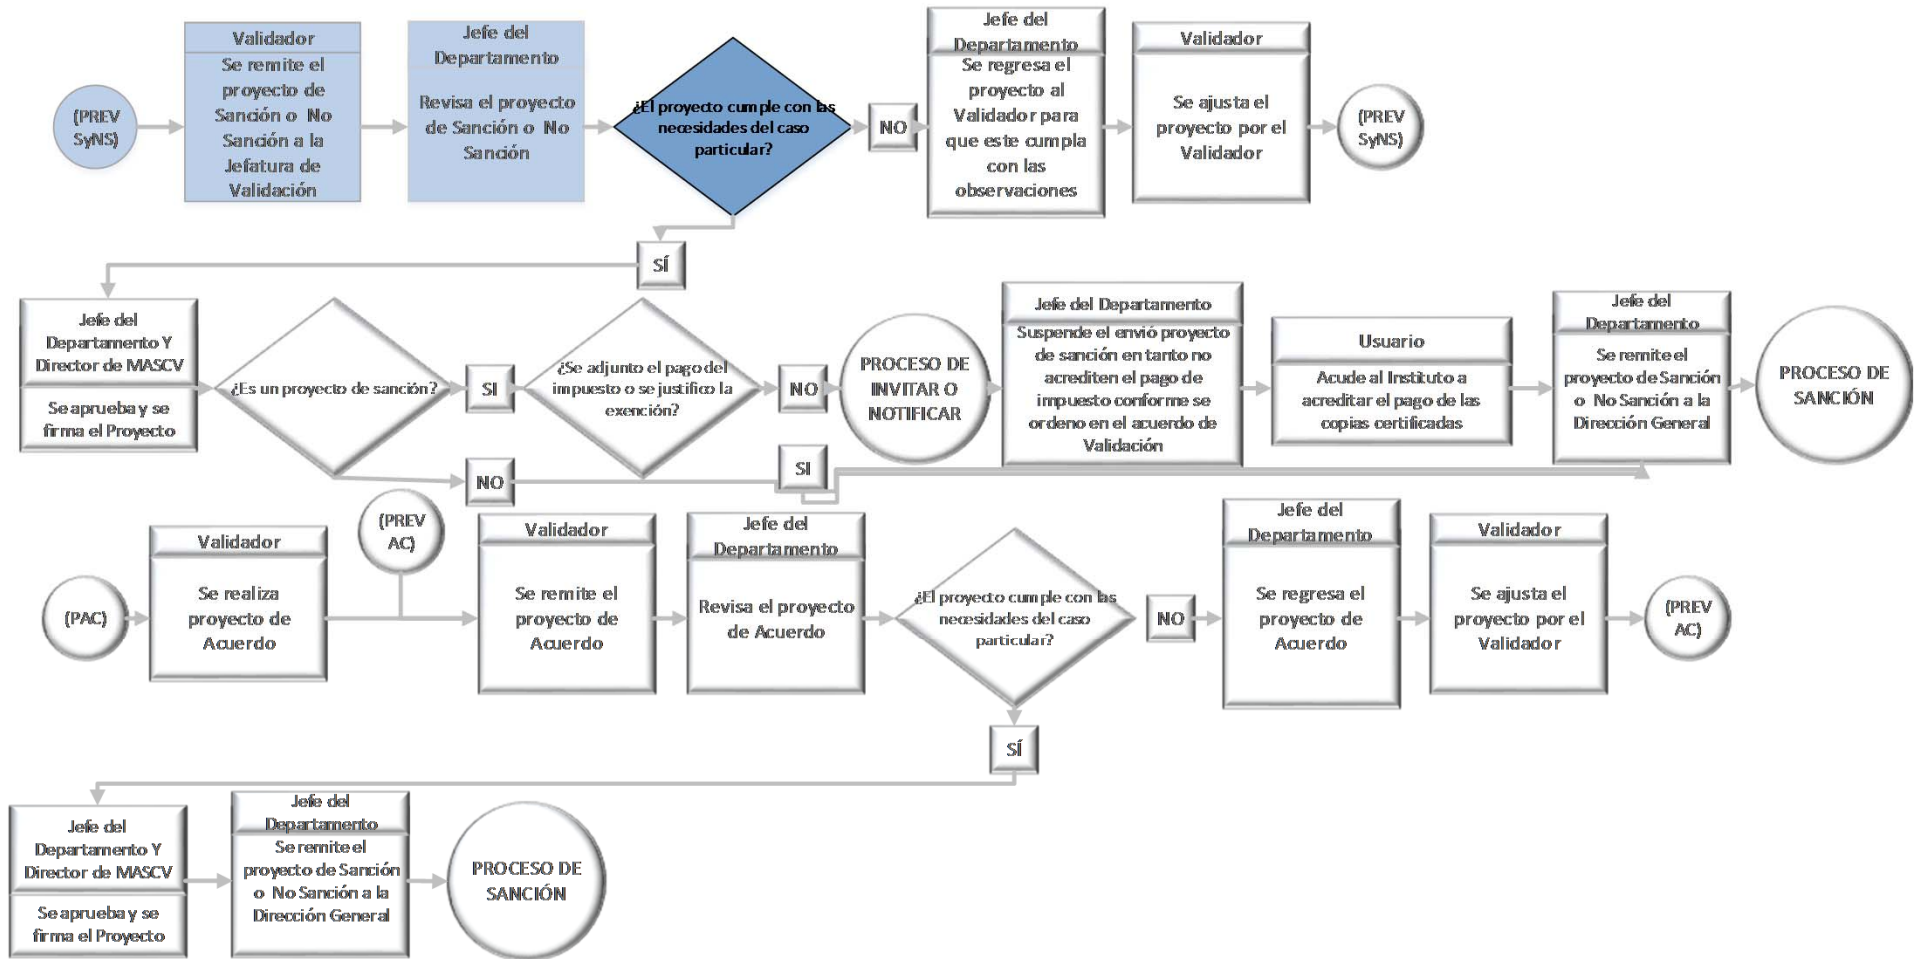 (PREV
SyNS)
Validador
Se remite el
proyecto de
Sanción o No
Sanción a la
Jefatura de
Validación
Jefe del
Departamento
Revisa el proyecto
de Sanción o No
Sanción
¿El proyecto cumple con las
necesidades del caso
particular?
NO
Jefe del
Departamento
Se regresa el
proyecto al
Validador para
que este cumpla
con las
observaciones
Validador
Se ajusta el
proyecto por el
Validador
(PREV
SyNS)
SÍ
Jefe del
Departamento Y
Director de MASCV
Se aprueba y se
firma el Proyecto
¿Es un proyecto de sanción?
SI
¿Se adjunto el pago del
impuesto o se justifico la
exención?
NO
PROCESO DE
INVITAR O
NOTIFICAR
Jefe del Departamento
Suspende el envió proyecto
de sanción en tanto no
acrediten el pago de
impuesto conforme se
ordeno en el acuerdo de
Validación
Usuario
Acude al Instituto a
acreditar el pago de las
copias certificadas
Jefe del
Departamento
Se remite el
proyecto de Sanción
o No Sanción a la
Dirección General
PROCESO DE
SANCIÓN
NO
SI
(PAC)
Validador
Se realiza
proyecto de
Acuerdo
(PREV
AC)
Validador
Se remite el
proyecto de
Acuerdo
Jefe del
Departamento
Revisa el proyecto
de Acuerdo
¿El proyecto cumple con las
necesidades del caso
particular?
NO
Jefe del
Departamento
Se regresa el
proyecto de
Acuerdo
Validador
Se ajusta el
proyecto por el
Validador
(PREV
AC)
SÍ
Jefe del
Departamento Y
Director de MASCV
Se aprueba y se
firma el Proyecto
Jefe del
Departamento
Se remite el
proyecto de Sanción
o No Sanción a la
Dirección General
PROCESO DE
SANCIÓN